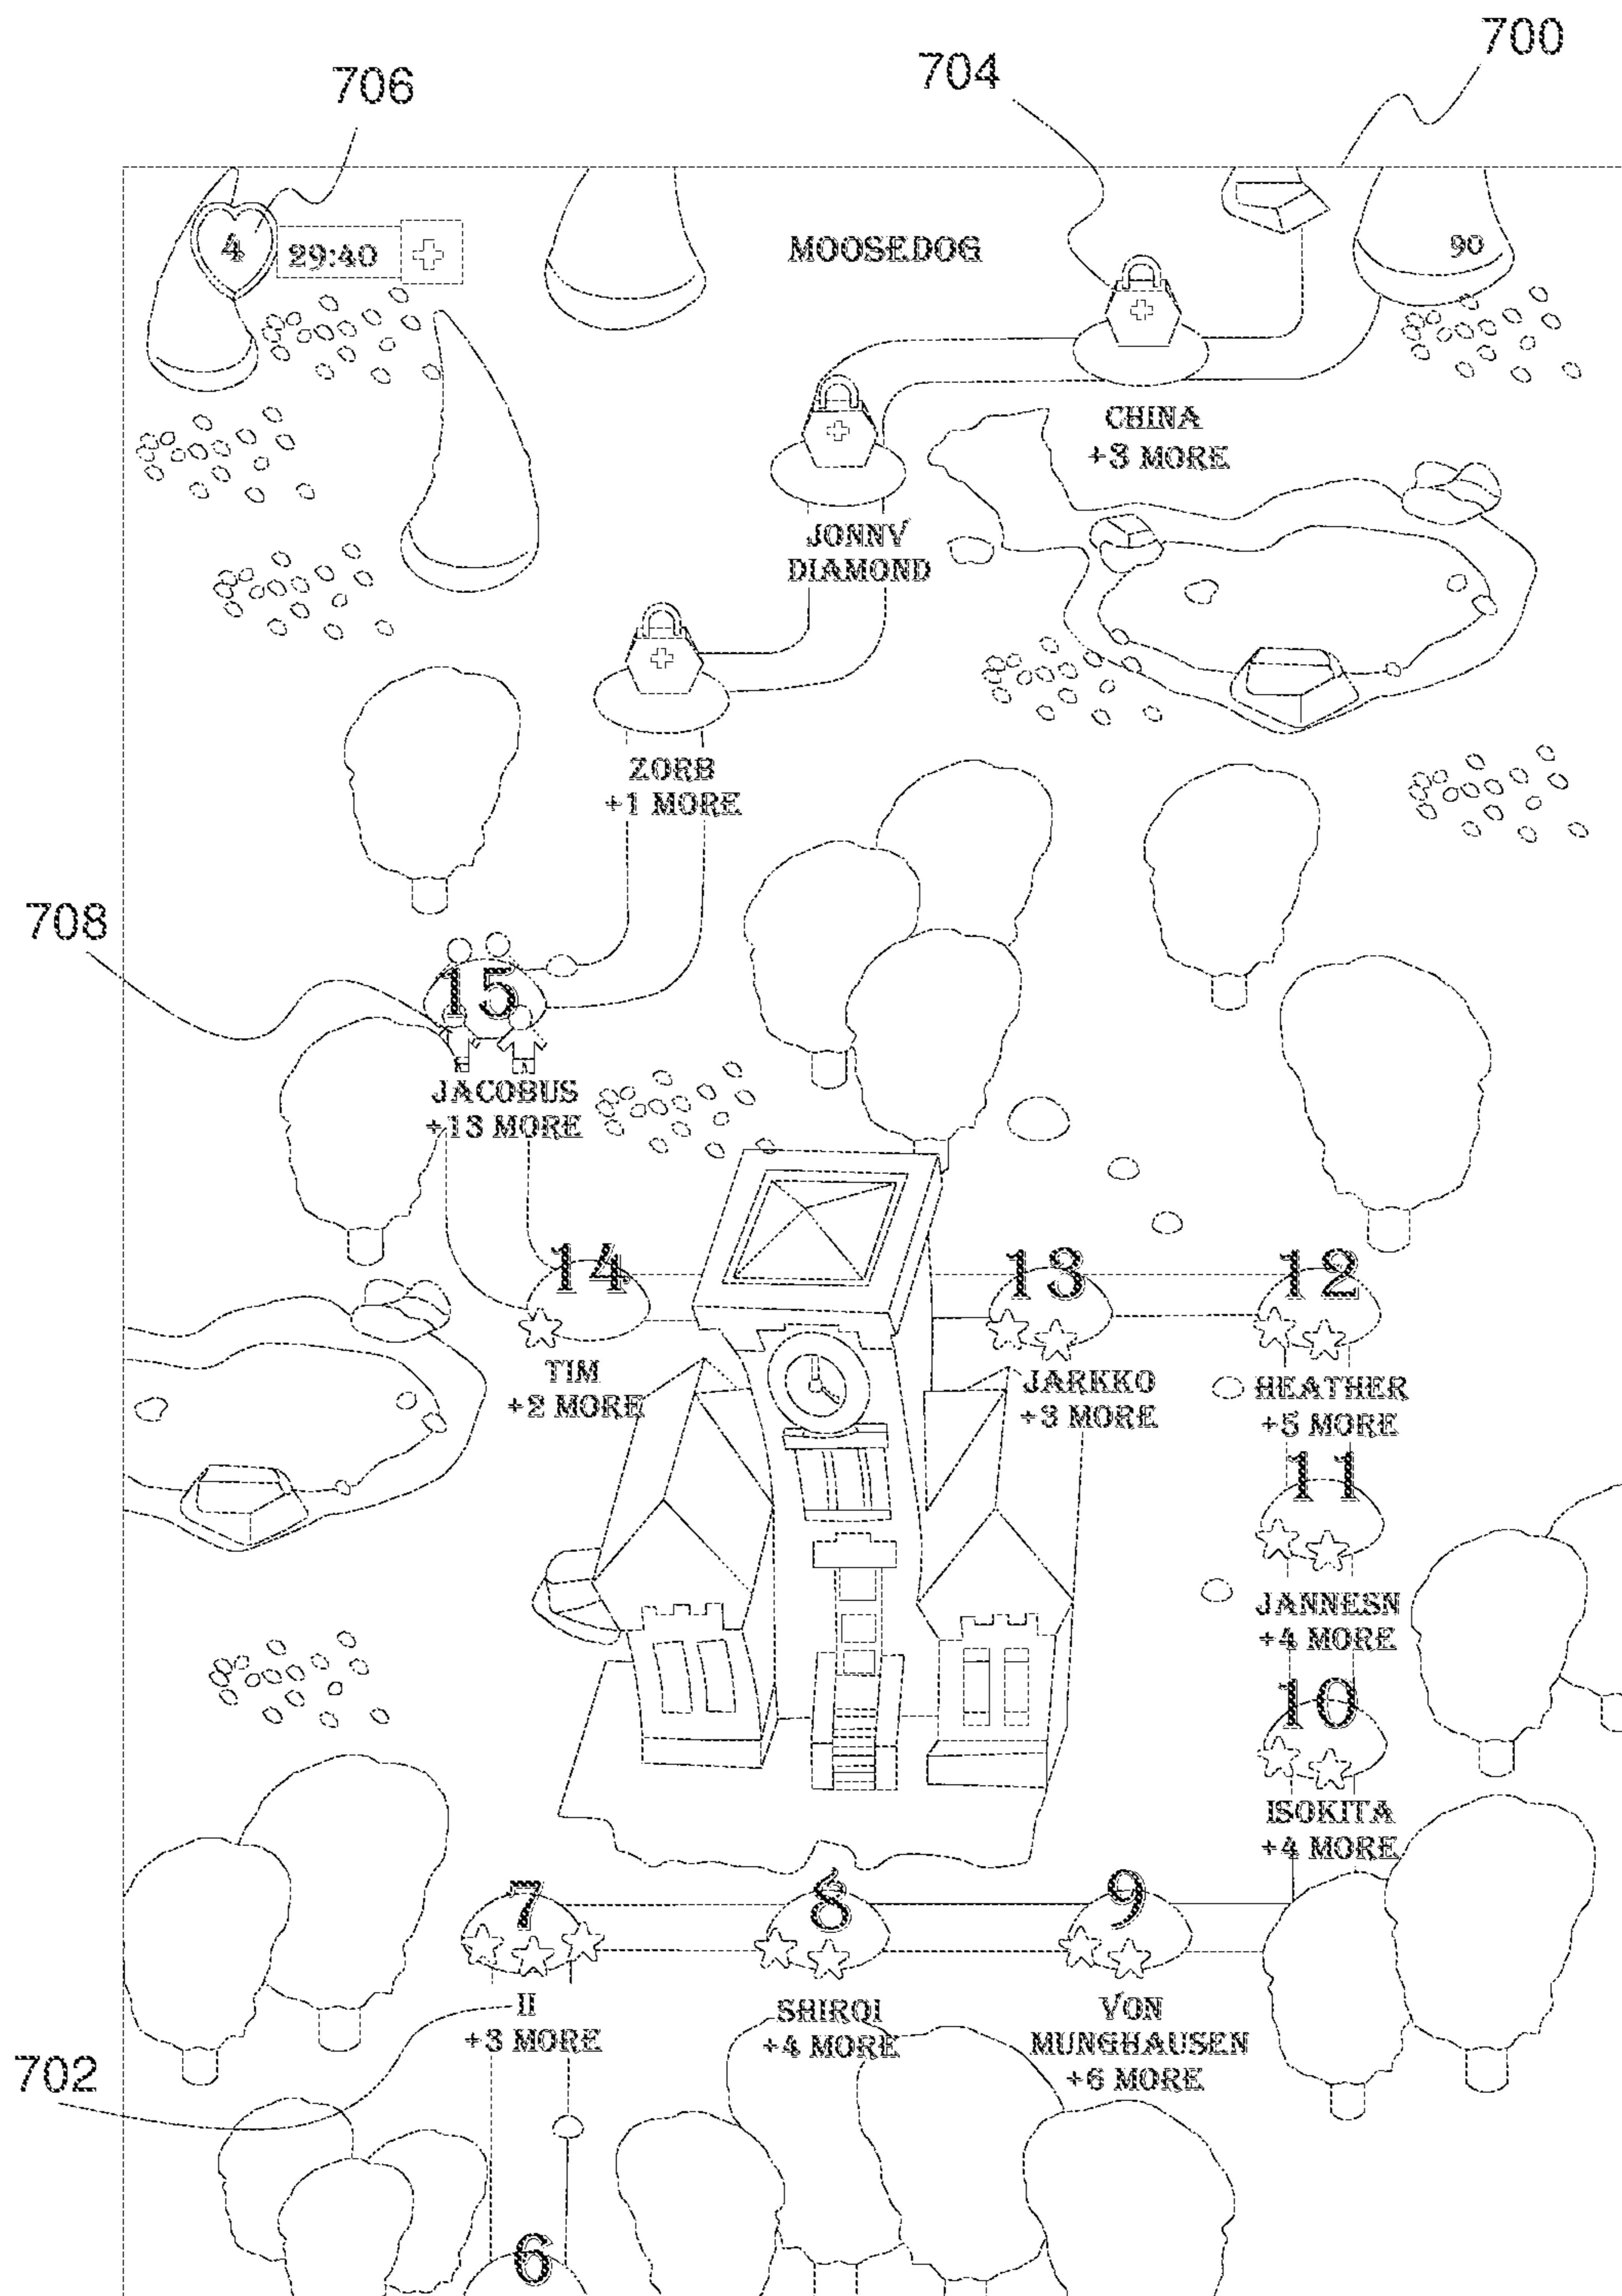 700
704
706
4
29:40
MOOSEDOG
90
CHINA
+3 MORE
JONNY
DIAMOND
ZORB
+1 MORE
708
15
JACOBUS
+13 MORE
14
13
12
TIM
+2 MORE
JARKKO
+3 MORE
HEATHER
+5 MORE
11
JANNESN
+4 MORE
10
ISOKITA
+4 MORE
7
8
9
II
+3 MORE
SHIRQI
+4 MORE
VON
MUNGHAUSEN
+6 MORE
702
6